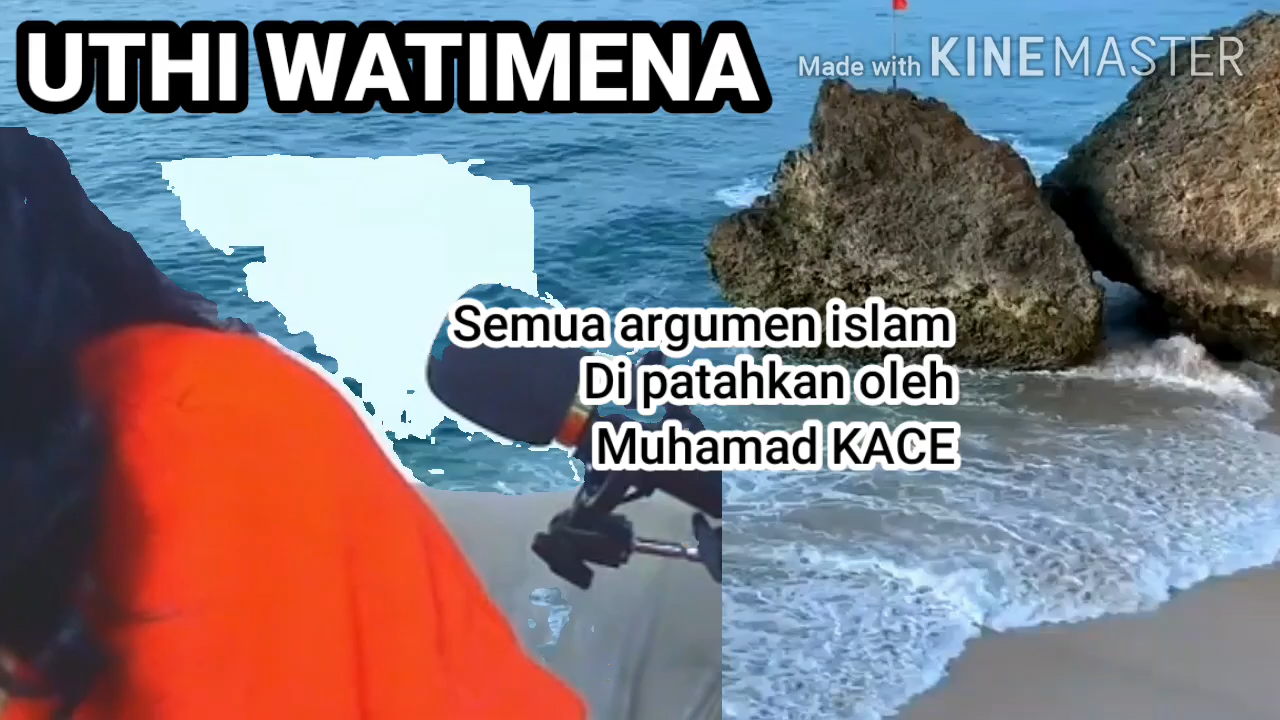 UTHI WATIMENA
Made with KINEMASTER
Semua argumen islam
Di patahkan oleh
Muhamad KACE